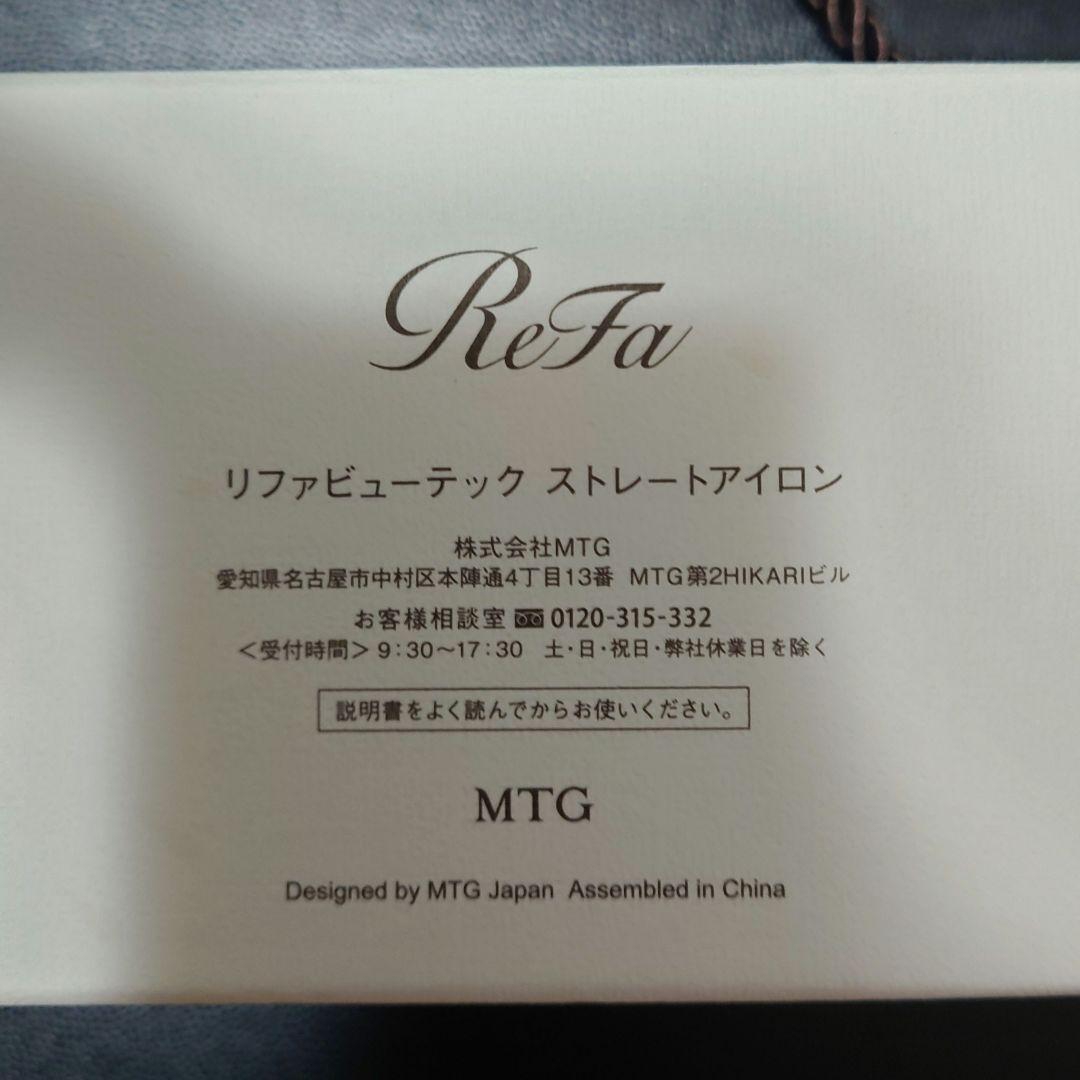 ReFa
リファビューテック ストレートアイロン
株式会社MTG
愛知県名古屋市中村区本陣通4丁目13番 MTG第2HIKARIビル
お客様相談室 0120-315-332
＜受付時間＞9:30〜17:30 土・日・祝日・弊社休業日を除く
説明書をよく読んでからお使いください。
MTG
Designed by MTG Japan Assembled in China